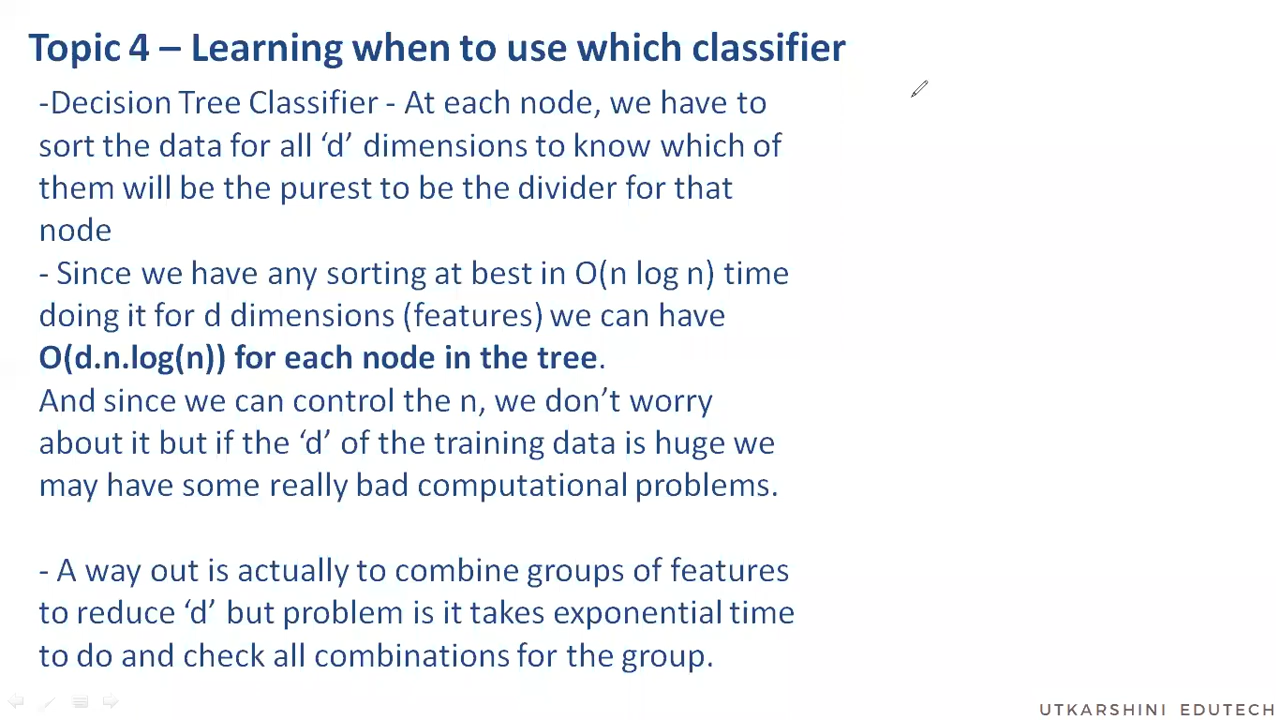 Topic 4 – Learning when to use which classifier
-Decision Tree Classifier - At each node, we have to
sort the data for all ‘d’ dimensions to know which of
them will be the purest to be the divider for that
node
- Since we have any sorting at best in O(n log n) time
doing it for d dimensions (features) we can have
O(d.n.log(n)) for each node in the tree.
And since we can control the n, we don’t worry
about it but if the ‘d’ of the training data is huge we
may have some really bad computational problems.
- A way out is actually to combine groups of features
to reduce ‘d’ but problem is it takes exponential time
to do and check all combinations for the group.
UTKARSHINI EDUTECH